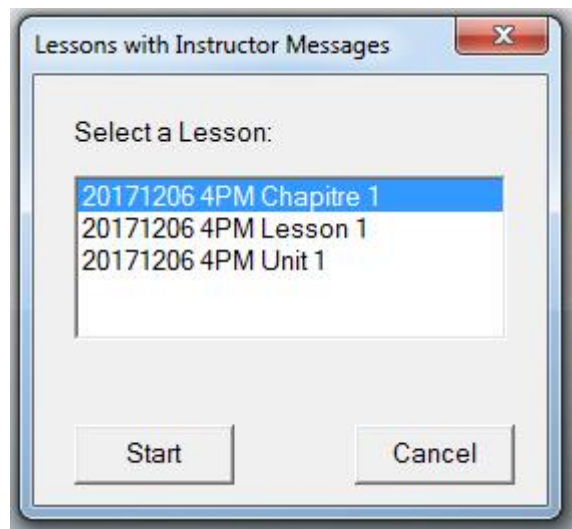 Lessons with Instructor Messages
Select a Lesson:
20171206 4PM Chapitre 1
20171206 4PM Lesson 1
20171206 4PM Unit 1
Start
Cancel